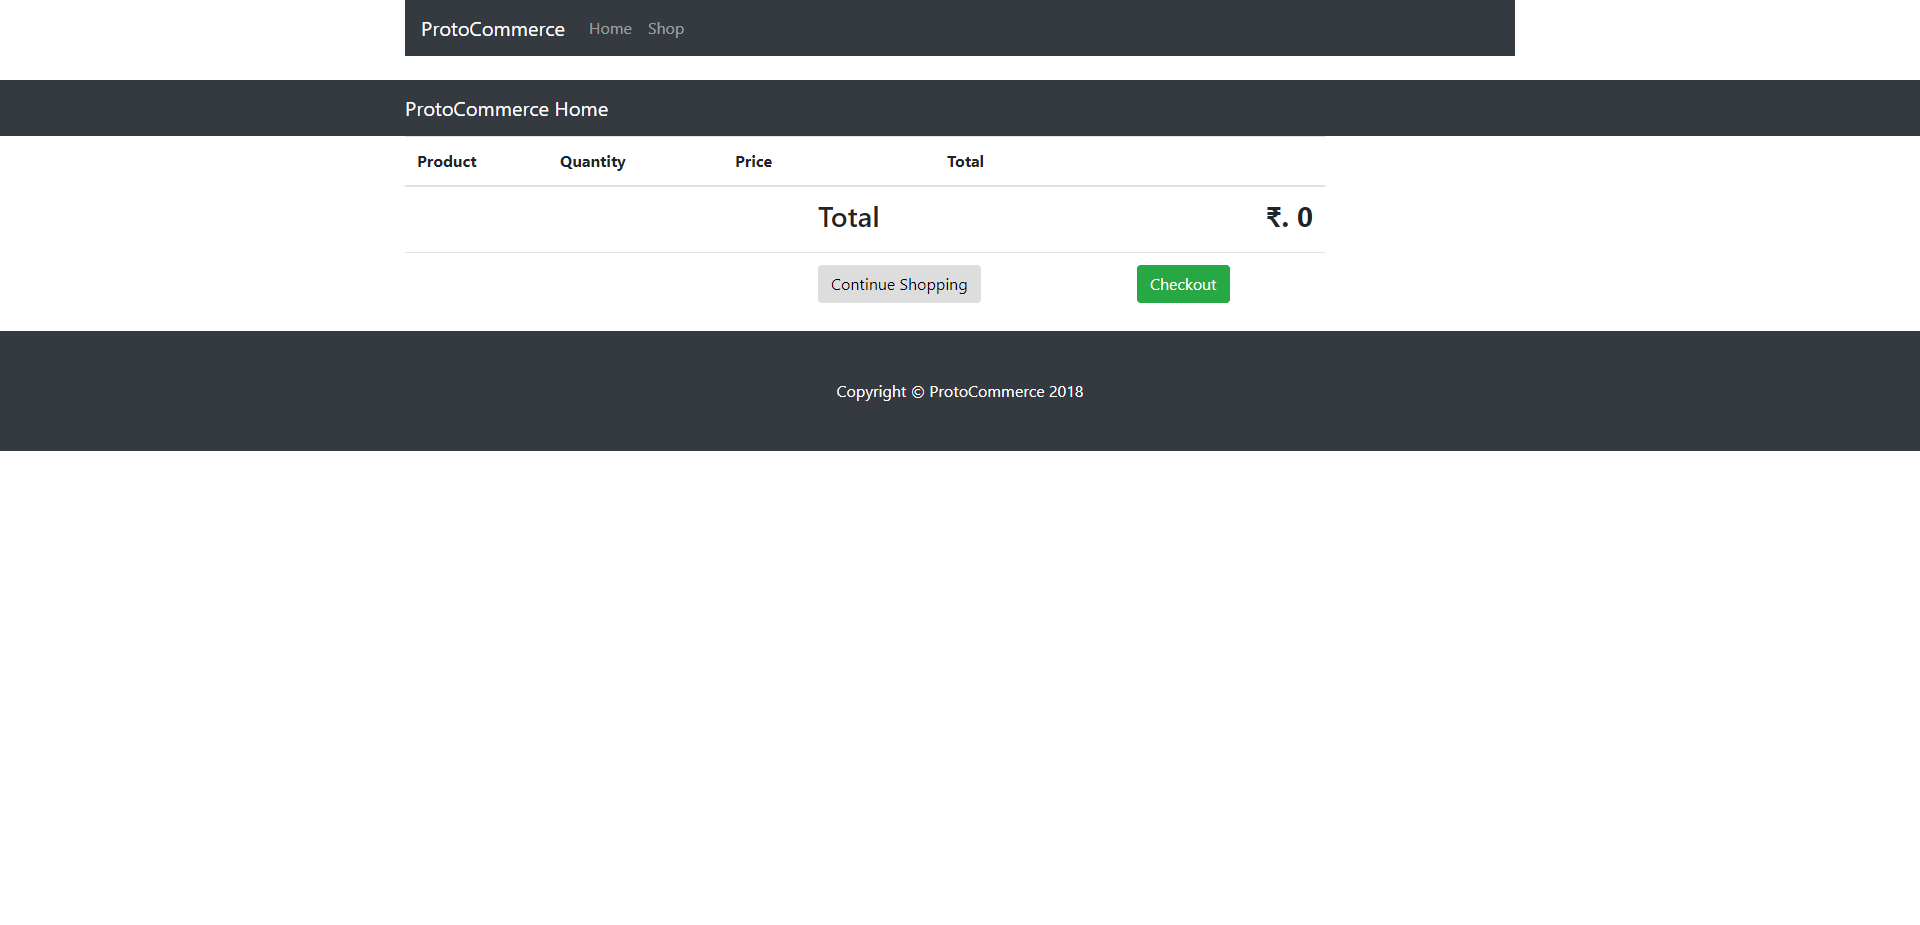 ProtoCommerce Home Shop
ProtoCommerce Home
Product Quantity Price Total
Total ₹. 0
Continue Shopping Checkout
Copyright © ProtoCommerce 2018